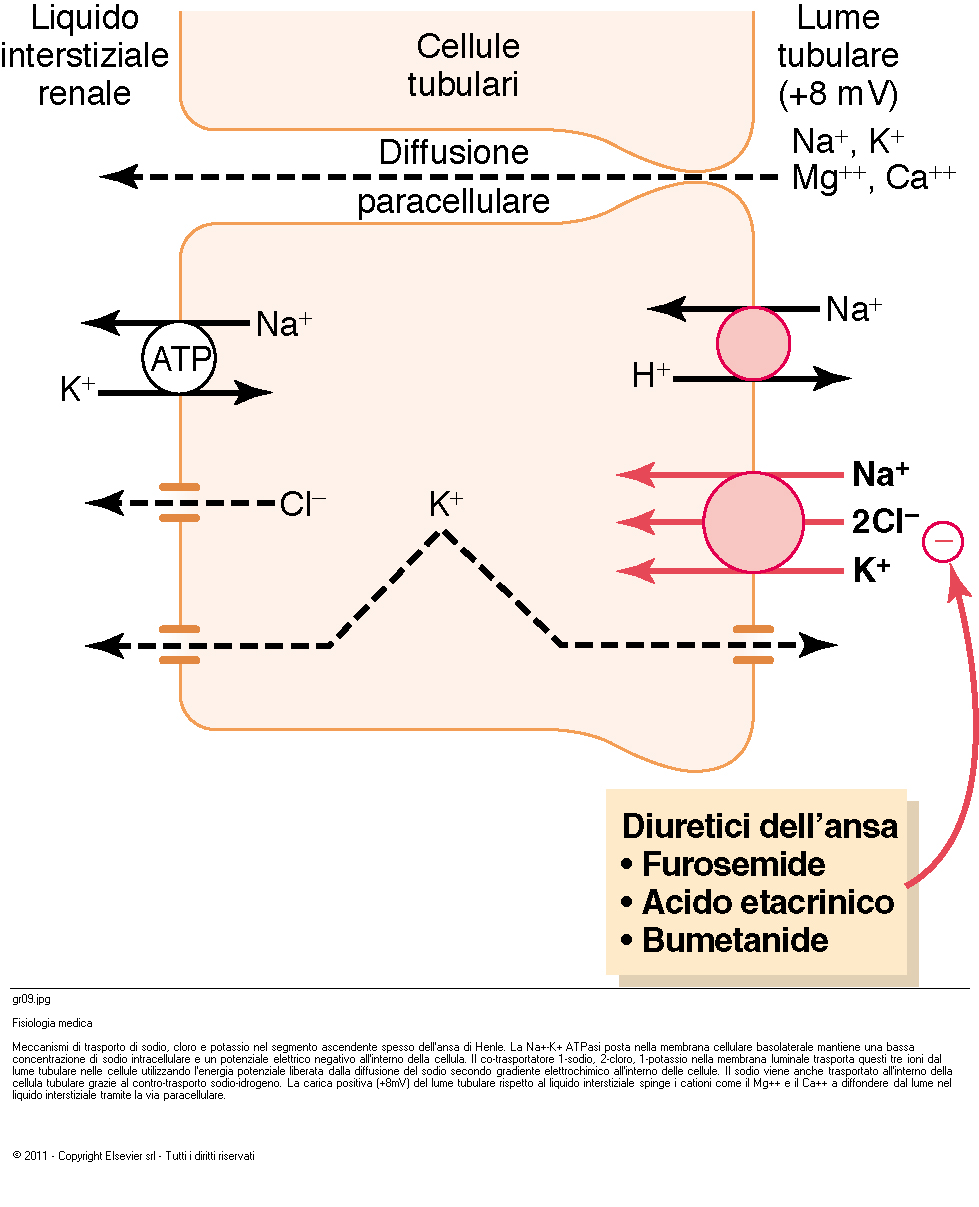 Liquido
interstiziale
renale
Cellule
tubulari
Lume
tubulare
(+8 mV)
Na⁺, K⁺
Mg⁺⁺, Ca⁺⁺
Diffusione
paracellulare
Na⁺
ATP
K⁺
Na⁺
H⁺
Cl⁻
K⁺
Na⁺
2Cl⁻
K⁺
−
Diuretici dell’ansa
• Furosemide
• Acido etacrinico
• Bumetanide
gr09.jpg
Fisiologia medica
Meccanismi di trasporto di sodio, cloro e potassio nel segmento ascendente spesso dell'ansa di Henle. La Na+-K+ ATPasi posta nella membrana cellulare basolaterale mantiene una bassa
concentrazione di sodio intracellulare e un potenziale elettrico negativo all'interno della cellula. Il co-trasportatore 1-sodio, 2-cloro, 1-potassio nella membrana luminale trasporta questi tre ioni dal
lume tubulare nelle cellule utilizzando l'energia potenziale liberata dalla diffusione del sodio secondo gradiente elettrochimico all'interno delle cellule. Il sodio viene anche trasportato all'interno della
cellula tubulare grazie al contro-trasporto sodio-idrogeno. La carica positiva (+8mV) del lume tubulare rispetto al liquido interstiziale spinge i cationi come il Mg++ e il Ca++ a diffondere dal lume nel
liquido interstiziale tramite la via paracellulare.
© 2011 - Copyright Elsevier srl - Tutti i diritti riservati